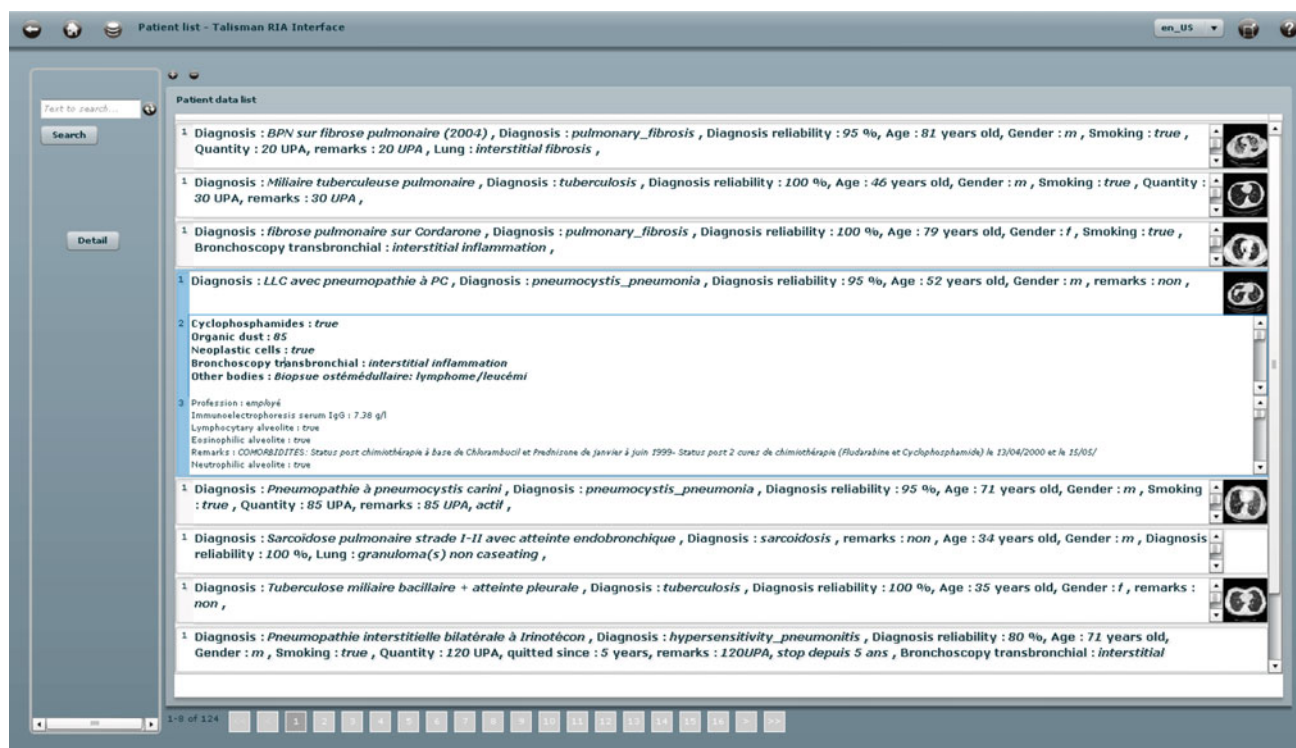 Patient list - Talisman RIA Interface
en_US
Text to search...
Search
Detail
Patient data list
1 Diagnosis : BPN sur fibrose pulmonaire (2004) , Diagnosis : pulmonary_fibrosis , Diagnosis reliability : 95 %, Age : 81 years old, Gender : m , Smoking : true ,
Quantity : 20 UPA, remarks : 20 UPA , Lung : interstitial fibrosis ,
1 Diagnosis : Miliaire tuberculeuse pulmonaire , Diagnosis : tuberculosis , Diagnosis reliability : 100 %, Age : 46 years old, Gender : m , Smoking : true , Quantity :
30 UPA, remarks : 30 UPA ,
1 Diagnosis : fibrose pulmonaire sur Cordarone , Diagnosis : pulmonary_fibrosis , Diagnosis reliability : 100 %, Age : 79 years old, Gender : f , Smoking : true ,
Bronchoscopy transbronchial : interstitial inflammation ,
1 Diagnosis : LLC avec pneumopathie à PC , Diagnosis : pneumocystis_pneumonia , Diagnosis reliability : 95 %, Age : 52 years old, Gender : m , remarks : non ,
2 Cyclophosphamides : true
Organic dust : 85
Neoplastic cells : true
Bronchoscopy transbronchial : interstitial inflammation
Other bodies : Biopsue ostémédullaire: lymphome/leucémi
3 Profession : employé
Immunoelectrophoresis serum IgG : 7.38 g/l
Lymphocytary alveolite : true
Eosinophilic alveolite : true
Remarks : COMORBIDITES: Status post chimiothérapie à base de Chlorambucil et Prednisone de janvier à juin 1999- Status post 2 cures de chimiothérapie (Fludarabine et Cyclophosphamide) le 13/04/2000 et le 15/05/
Neutrophilic alveolite : true
1 Diagnosis : Pneumopathie à pneumocystis carini , Diagnosis : pneumocystis_pneumonia , Diagnosis reliability : 95 %, Age : 71 years old, Gender : m , Smoking
: true , Quantity : 85 UPA, remarks : 85 UPA, actif ,
1 Diagnosis : Sarcoïdose pulmonaire strade I-II avec atteinte endobronchique , Diagnosis : sarcoidosis , remarks : non , Age : 34 years old, Gender : m , Diagnosis
reliability : 100 %, Lung : granuloma(s) non caseating ,
1 Diagnosis : Tuberculose miliaire bacillaire + atteinte pleurale , Diagnosis : tuberculosis , Diagnosis reliability : 100 %, Age : 35 years old, Gender : f , remarks :
non ,
1 Diagnosis : Pneumopathie interstitielle bilatérale à Irinotécon , Diagnosis : hypersensitivity_pneumonitis , Diagnosis reliability : 80 %, Age : 71 years old,
Gender : m , Smoking : true , Quantity : 120 UPA, quitted since : 5 years, remarks : 120UPA, stop depuis 5 ans , Bronchoscopy transbronchial : interstitial
1-8 of 124 << < 1 2 3 4 5 6 7 8 9 10 11 12 13 14 15 16 > >>